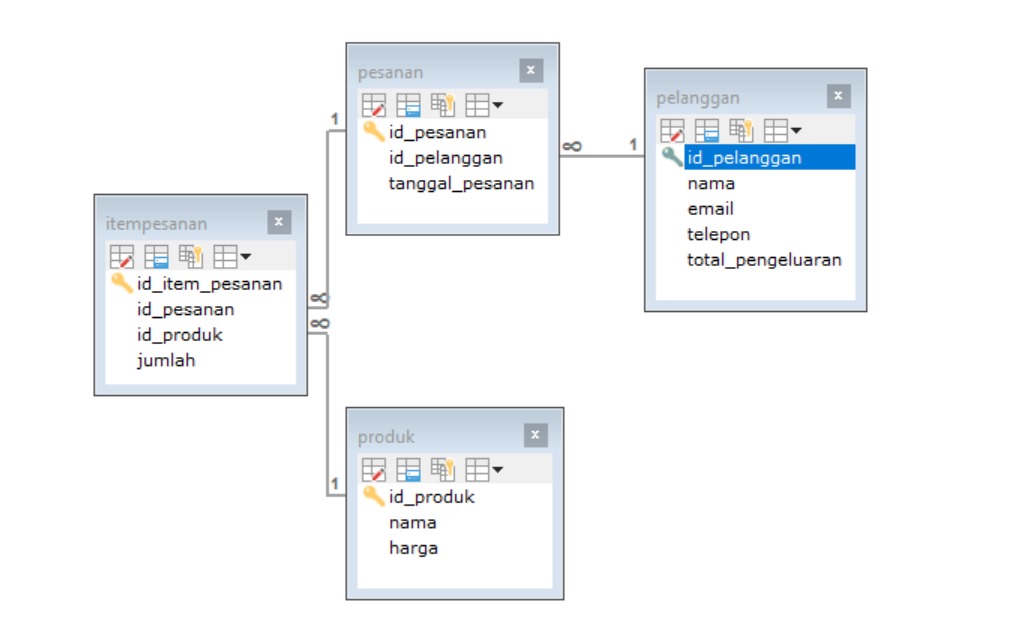 pesanan
id_pesanan
id_pelanggan
tanggal_pesanan
pelanggan
id_pelanggan
nama
email
telepon
total_pengeluaran
1
∞
1
itempesanan
id_item_pesanan
id_pesanan
id_produk
jumlah
∞
∞
1
produk
id_produk
nama
harga